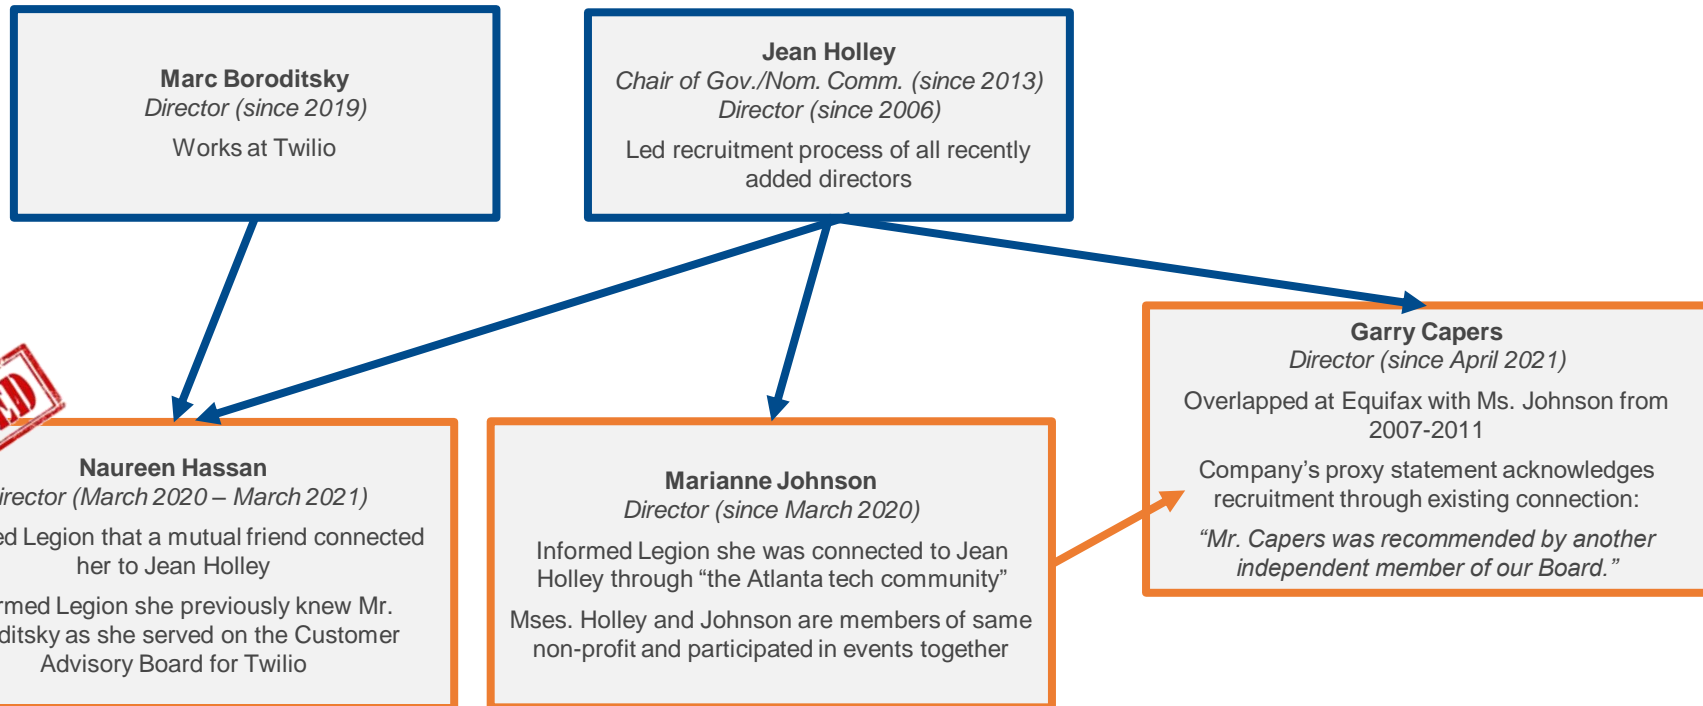 Marc Boroditsky
Director (since 2019)
Works at Twilio
Jean Holley
Chair of Gov./Nom. Comm. (since 2013)
Director (since 2006)
Led recruitment process of all recently
added directors
Garry Capers
Director (since April 2021)
Overlapped at Equifax with Ms. Johnson from
2007-2011
Company’s proxy statement acknowledges
recruitment through existing connection:
“Mr. Capers was recommended by another
independent member of our Board.”
ED
Naureen Hassan
irector (March 2020 – March 2021)
ed Legion that a mutual friend connected
her to Jean Holley
rmed Legion she previously knew Mr.
ditsky as she served on the Customer
Advisory Board for Twilio
Marianne Johnson
Director (since March 2020)
Informed Legion she was connected to Jean
Holley through “the Atlanta tech community”
Mses. Holley and Johnson are members of same
non-profit and participated in events together